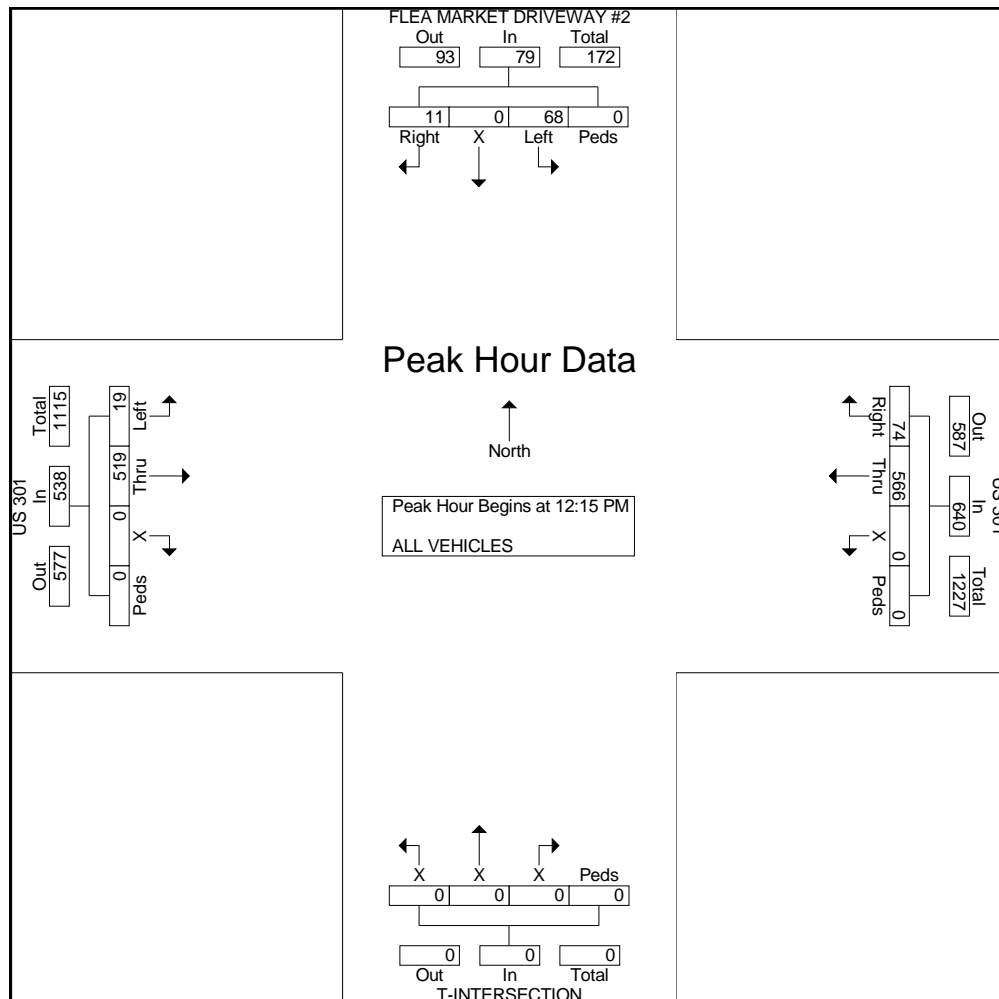 FLEA MARKET DRIVEWAY #2
Out In Total
93 79 172
11 0 68 0
Right X Left Peds
Peak Hour Data
North
Peak Hour Begins at 12:15 PM
ALL VEHICLES
US 301
Out In Total
577 538 1115
19 519 0 0
Left Thru X Peds
US 301
Out In Total
587 640 1227
74 566 0 0
Right Thru X Peds
X X X Peds
0 0 0 0
0 0 0
Out In Total
T-INTERSECTION